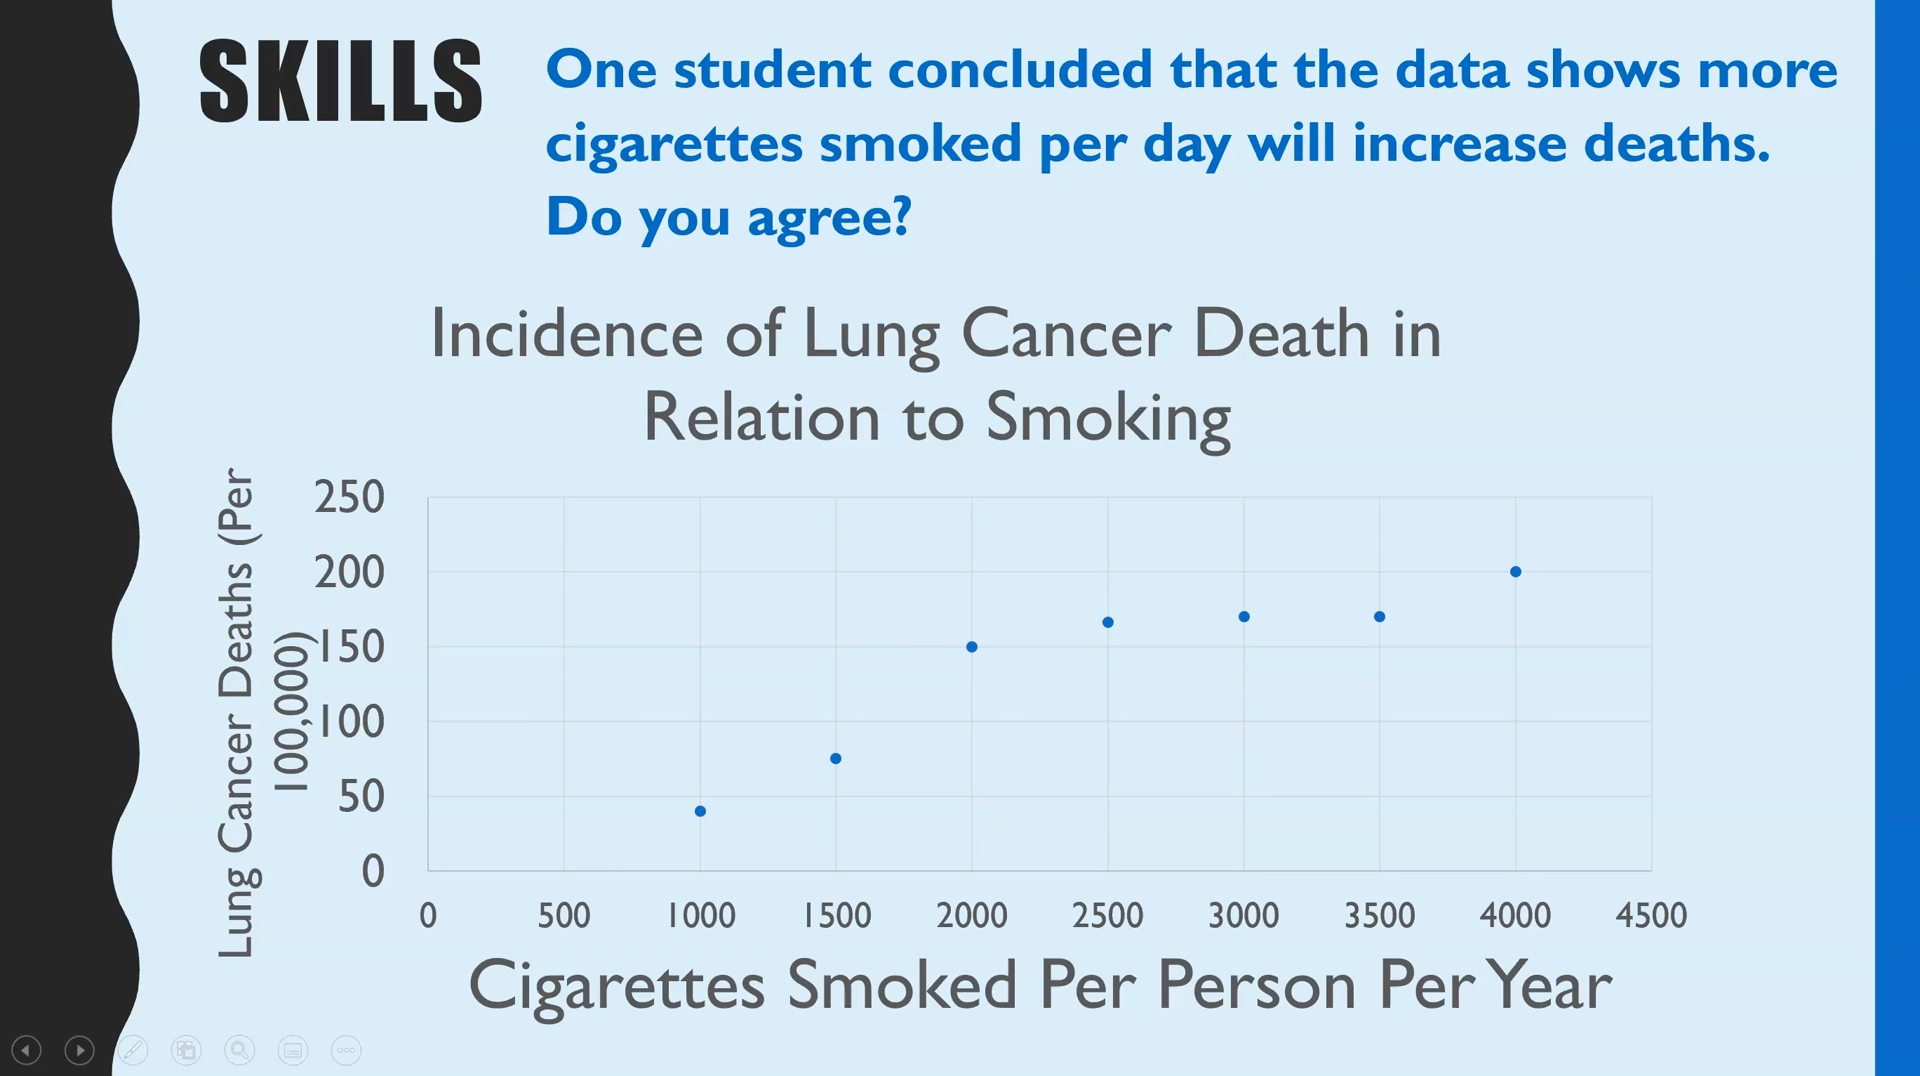 SKILLS
One student concluded that the data shows more
cigarettes smoked per day will increase deaths.
Do you agree?
Incidence of Lung Cancer Death in
Relation to Smoking
Lung Cancer Deaths (Per
100,000)
250
200
150
100
50
0
0 500 1000 1500 2000 2500 3000 3500 4000 4500
Cigarettes Smoked Per Person Per Year